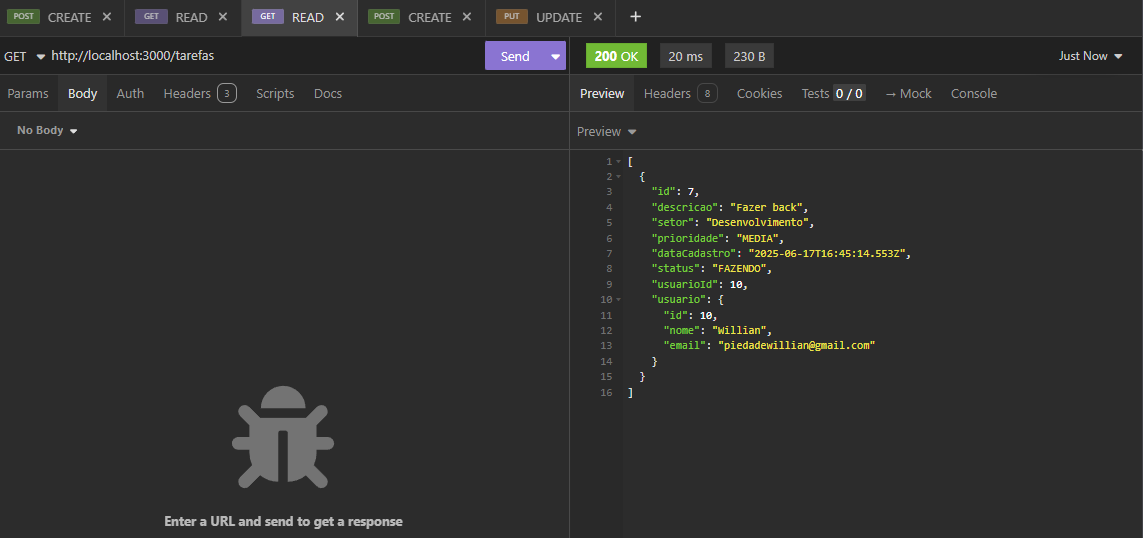 POST CREATE × GET READ × GET READ × POST CREATE × PUT UPDATE × +
GET http://localhost:3000/tarefas Send 200 OK 20 ms 230 B Just Now
Params Body Auth Headers 3 Scripts Docs Preview Headers 8 Cookies Tests 0 / 0 → Mock Console
No Body Preview
1 [
2 {
3 "id": 7,
4 "descricao": "Fazer back",
5 "setor": "Desenvolvimento",
6 "prioridade": "MEDIA",
7 "dataCadastro": "2025-06-17T16:45:14.553Z",
8 "status": "FAZENDO",
9 "usuarioId": 10,
10 "usuario": {
11 "id": 10,
12 "nome": "Willian",
13 "email": "piedadewillian@gmail.com"
14 }
15 }
16 ]
Enter a URL and send to get a response